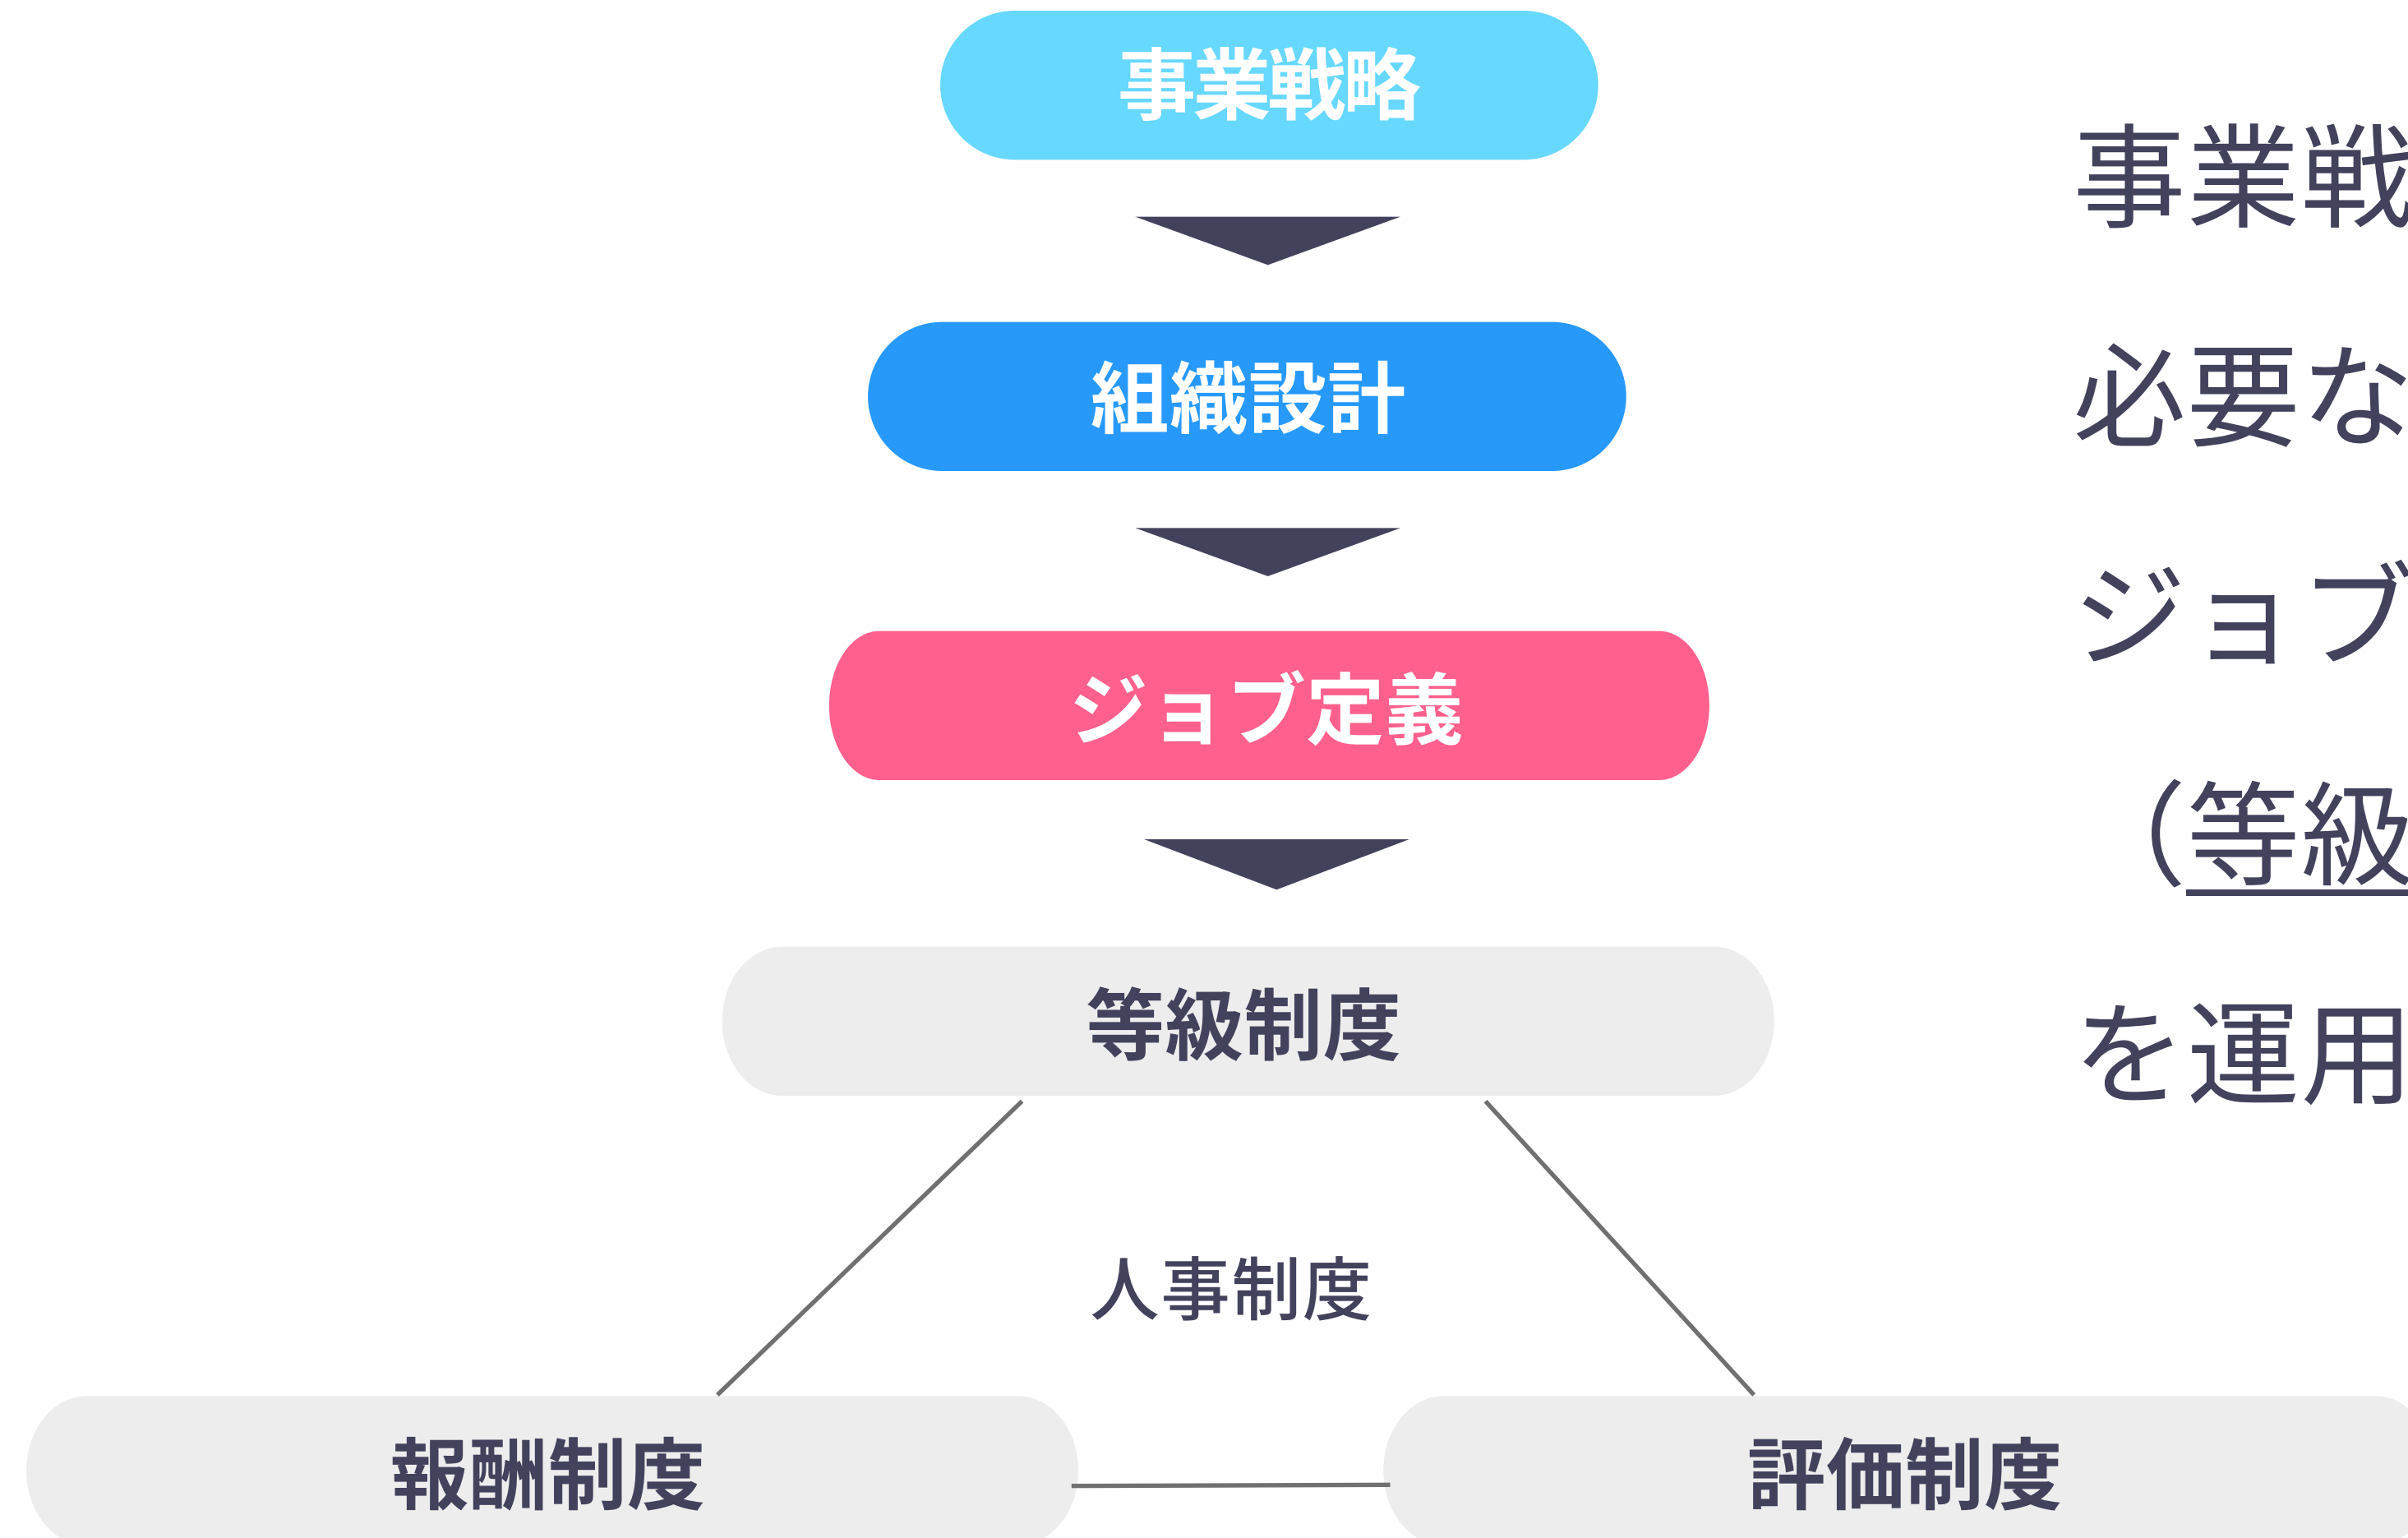 事業戦略
組織設計
ジョブ定義
等級制度
人事制度
報酬制度
評価制度
事業戦
必要な
ジョブ
（等級
を運用